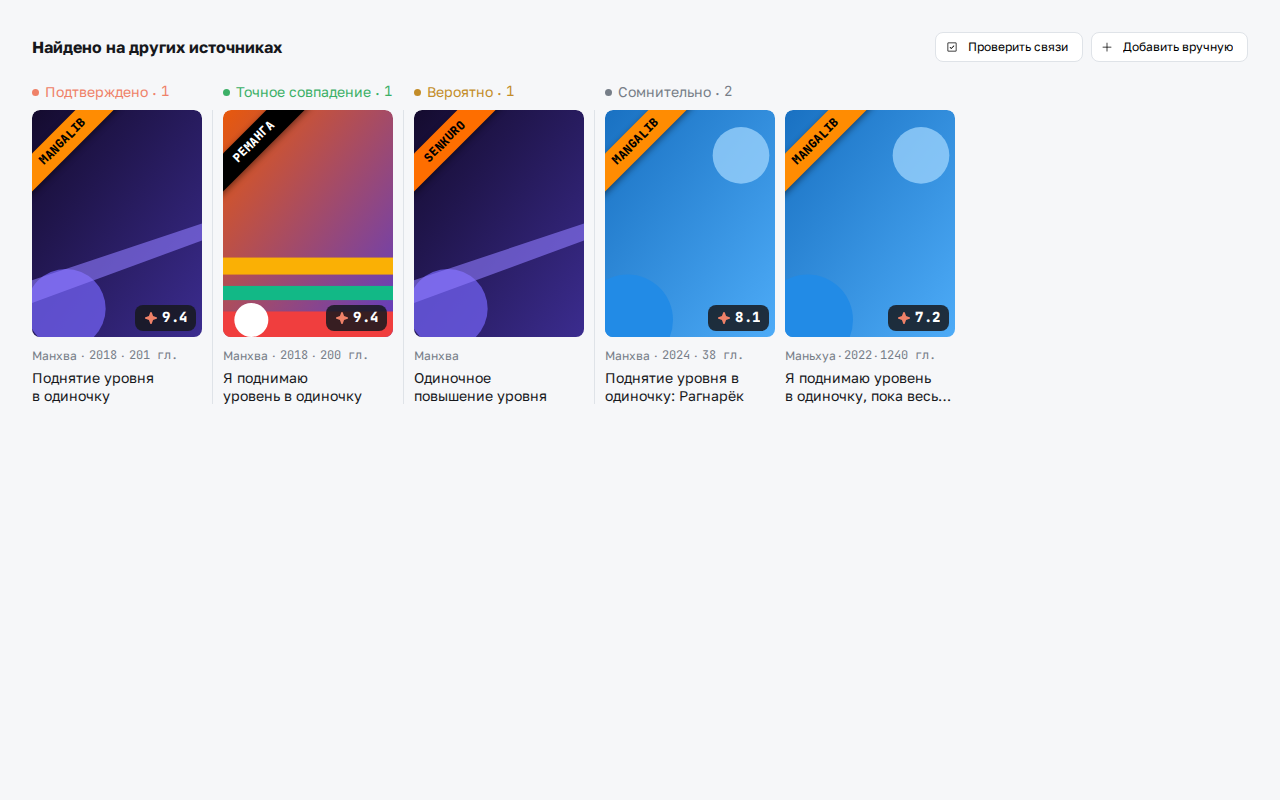 Найдено на других источниках
Проверить связи
Добавить вручную
Подтверждено · 1
Точное совпадение · 1
Вероятно · 1
Сомнительно · 2
MANGALIB
9.4
Манхва · 2018 · 201 гл.
Поднятие уровня
в одиночку
РЕМАНГА
9.4
Манхва · 2018 · 200 гл.
Я поднимаю
уровень в одиночку
SENKURO
Манхва
Одиночное
повышение уровня
MANGALIB
8.1
Манхва · 2024 · 38 гл.
Поднятие уровня в
одиночку: Рагнарёк
MANGALIB
7.2
Маньхуа · 2022 · 1240 гл.
Я поднимаю уровень
в одиночку, пока весь…